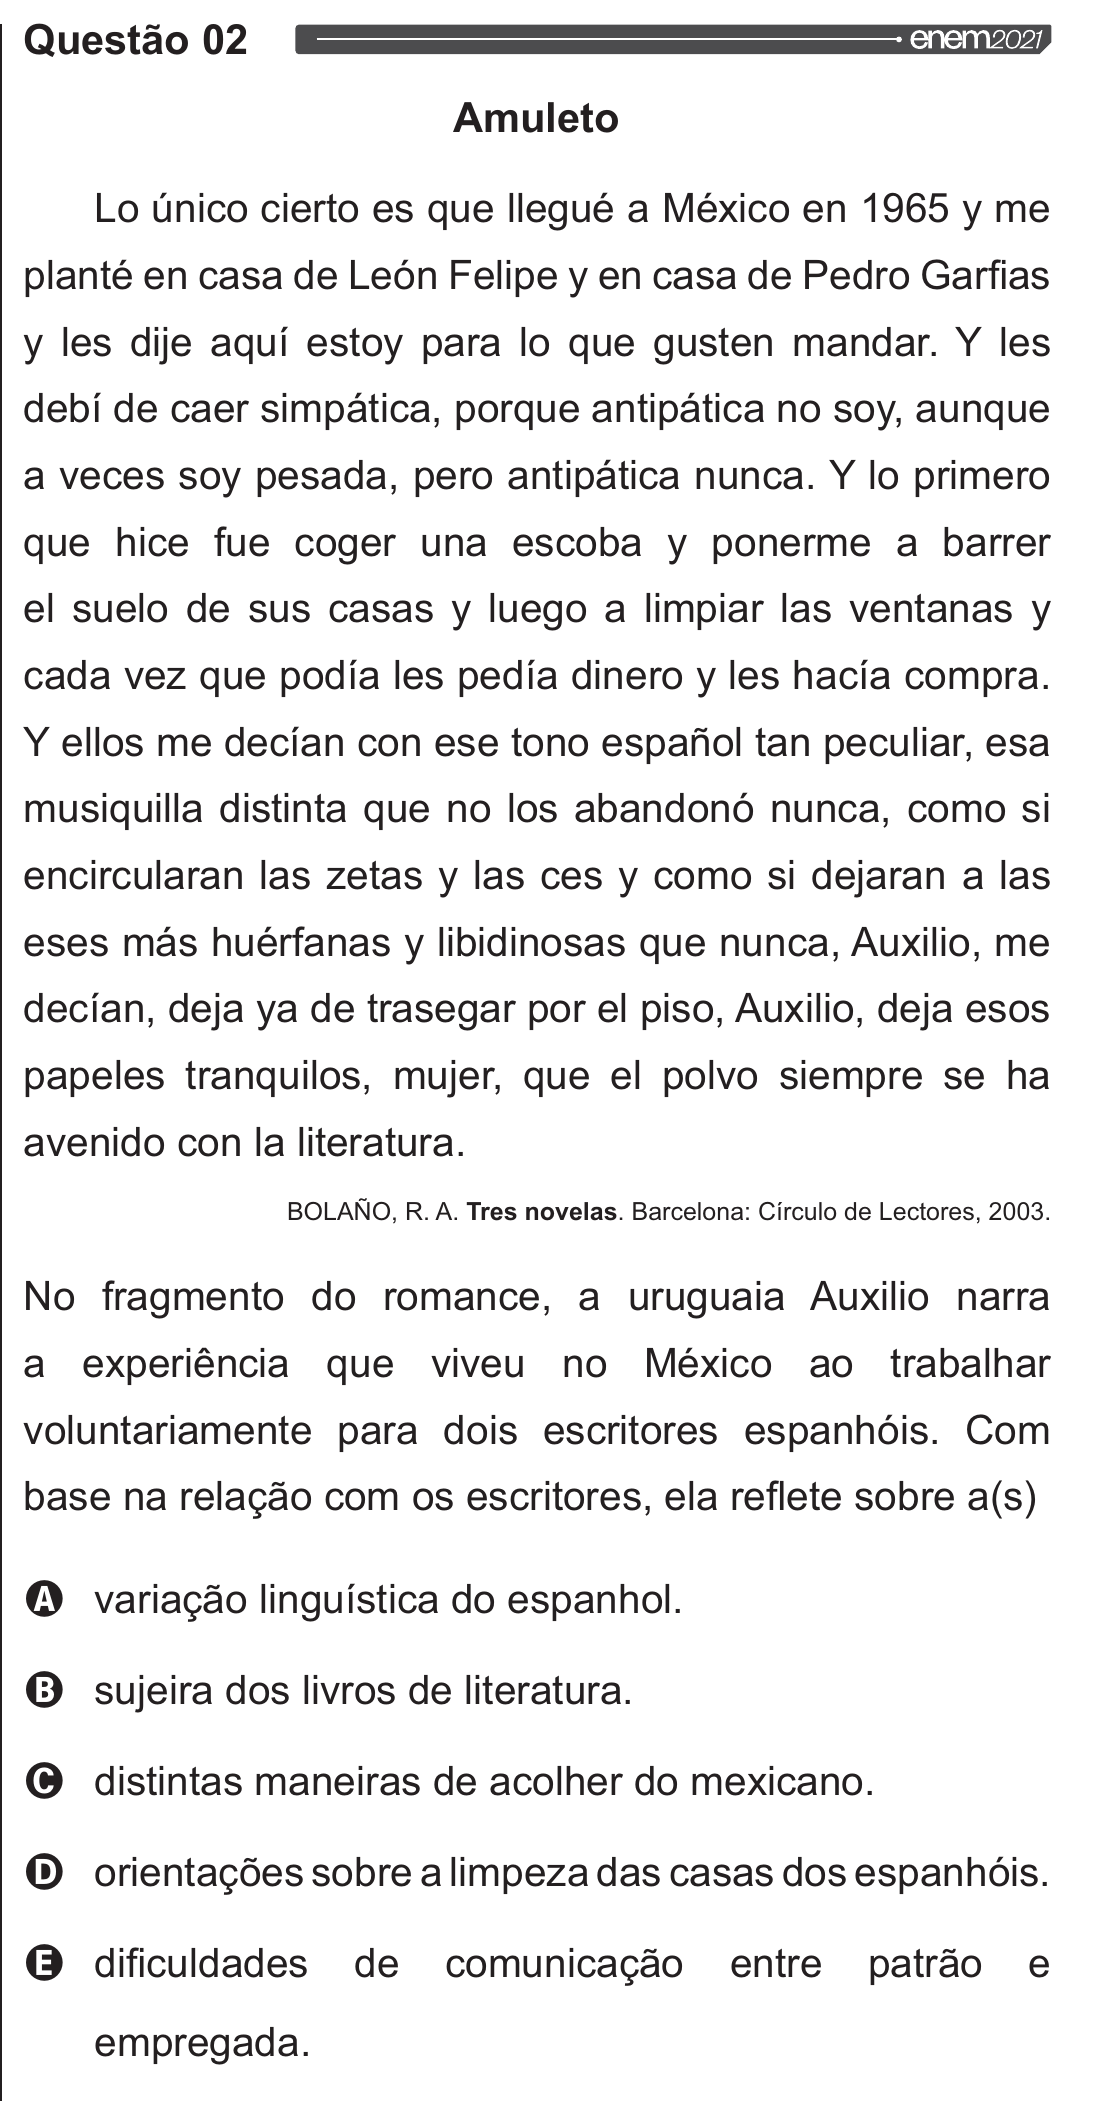 Questão 02
enem2021
Amuleto
Lo único cierto es que llegué a México en 1965 y me
planté en casa de León Felipe y en casa de Pedro Garfias
y les dije aquí estoy para lo que gusten mandar. Y les
debí de caer simpática, porque antipática no soy, aunque
a veces soy pesada, pero antipática nunca. Y lo primero
que hice fue coger una escoba y ponerme a barrer
el suelo de sus casas y luego a limpiar las ventanas y
cada vez que podía les pedía dinero y les hacía compra.
Y ellos me decían con ese tono español tan peculiar, esa
musiquilla distinta que no los abandonó nunca, como si
encircularan las zetas y las ces y como si dejaran a las
eses más huérfanas y libidinosas que nunca, Auxilio, me
decían, deja ya de trasegar por el piso, Auxilio, deja esos
papeles tranquilos, mujer, que el polvo siempre se ha
avenido con la literatura.
BOLAÑO, R. A. Tres novelas. Barcelona: Círculo de Lectores, 2003.
No fragmento do romance, a uruguaia Auxilio narra
a experiência que viveu no México ao trabalhar
voluntariamente para dois escritores espanhóis. Com
base na relação com os escritores, ela reflete sobre a(s)
A variação linguística do espanhol.
B sujeira dos livros de literatura.
C distintas maneiras de acolher do mexicano.
D orientações sobre a limpeza das casas dos espanhóis.
E dificuldades de comunicação entre patrão e
empregada.